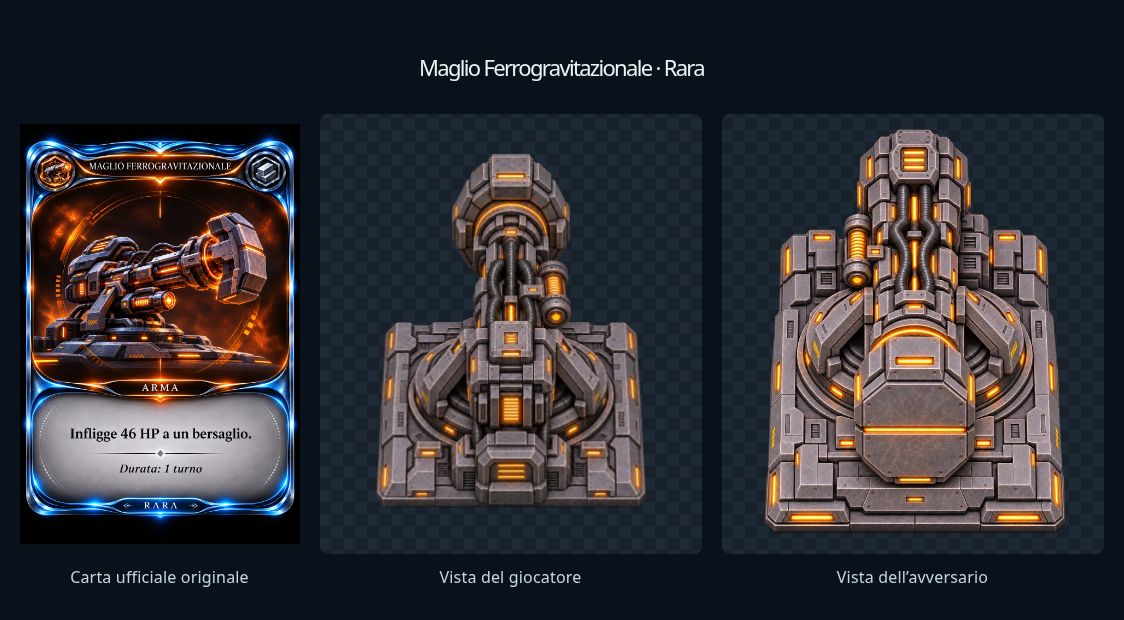 Maglio Ferrogravitazionale · Rara
MAGLIO FERROGRAVITAZIONALE
ARMA
Infligge 46 HP a un bersaglio.
Durata: 1 turno
RARA
Carta ufficiale originale
Vista del giocatore
Vista dell’avversario